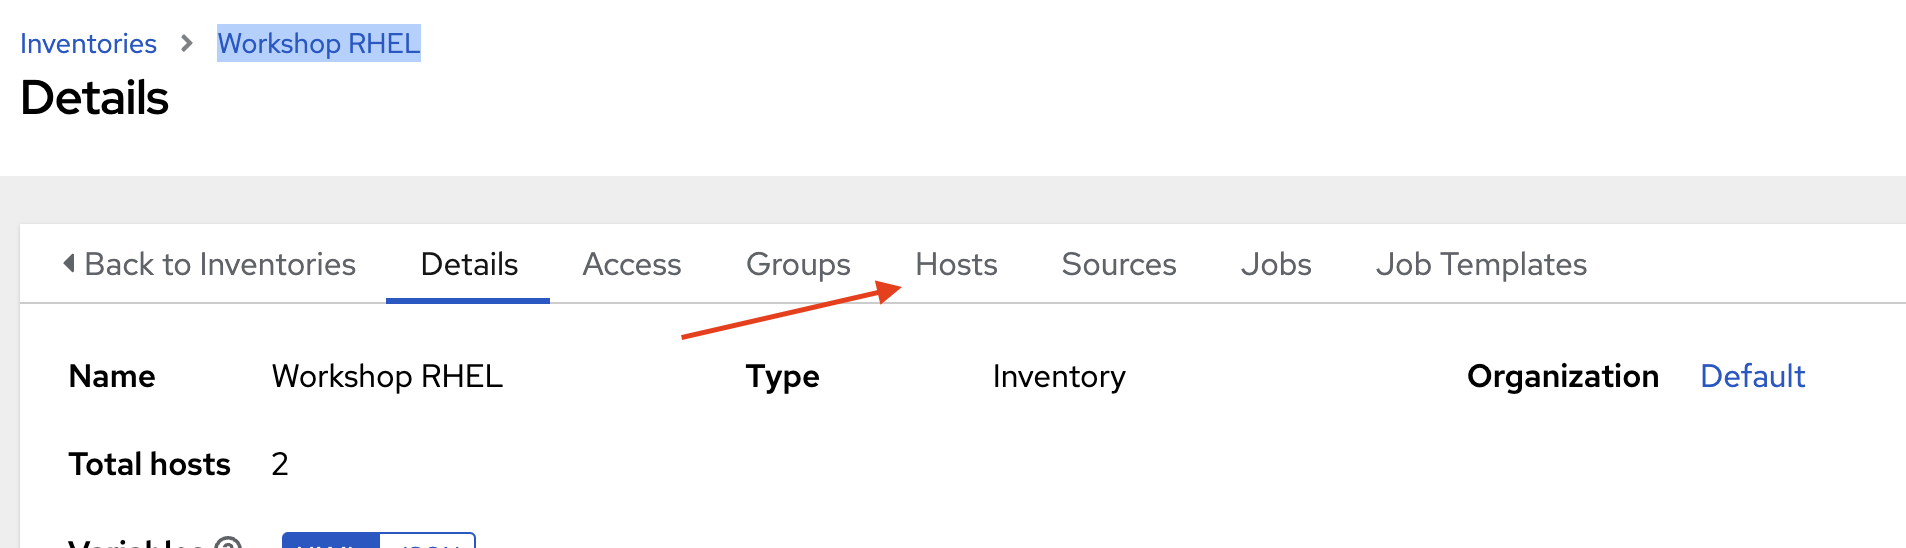 Inventories > Workshop RHEL
Details
Back to Inventories Details Access Groups Hosts Sources Jobs Job Templates
Name Workshop RHEL Type Inventory Organization Default
Total hosts 2
Variables